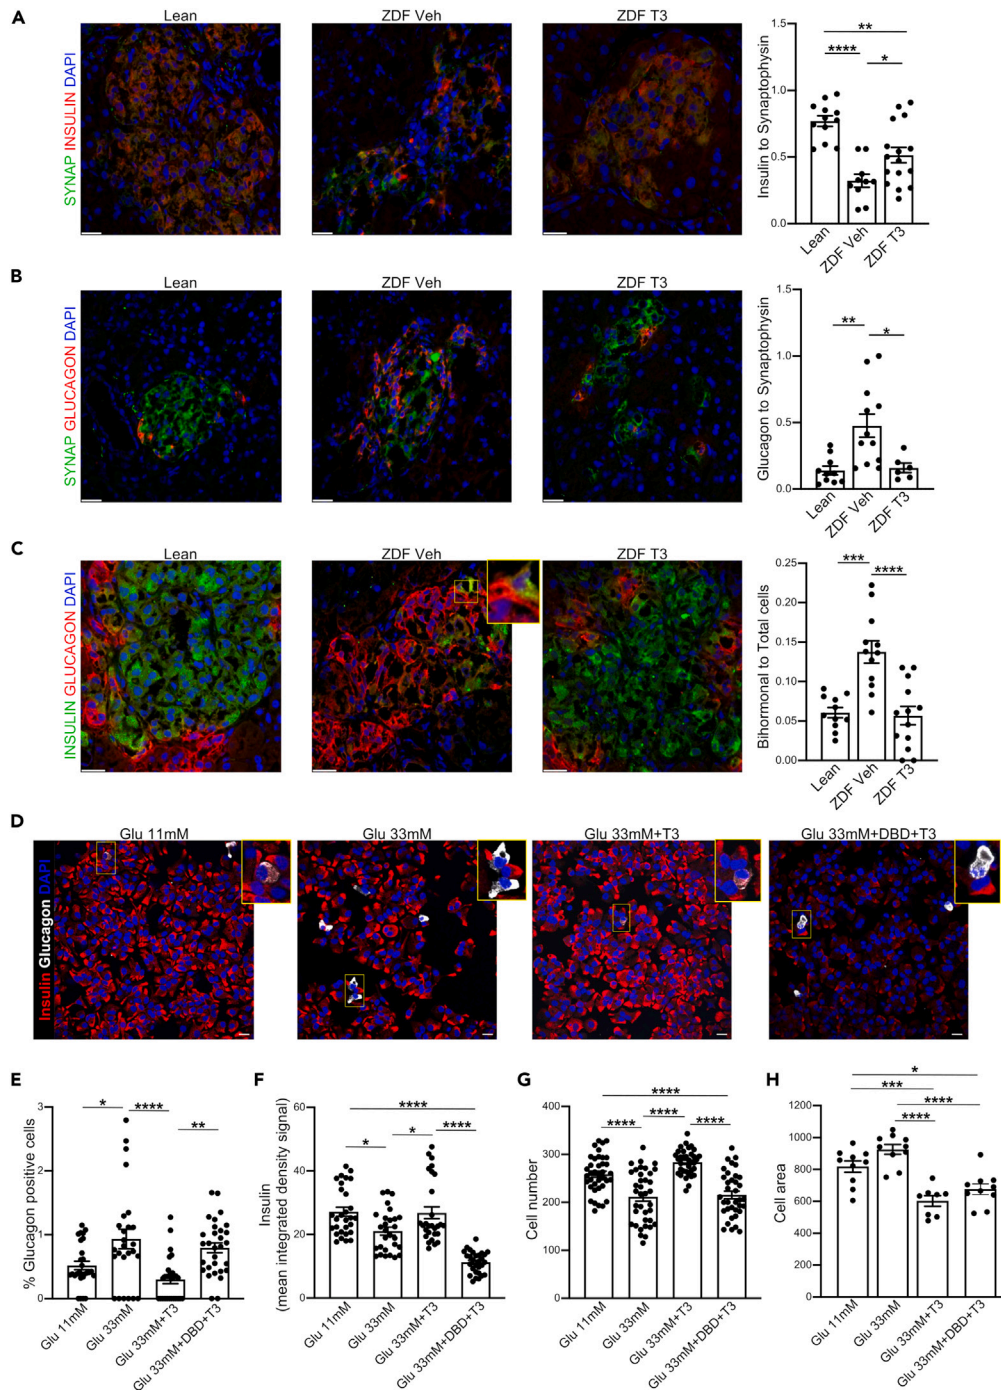 A
Lean
ZDF Veh
ZDF T3
SYNAP INSULIN DAPI
Insulin to Synaptophysin
1.5
1.0
0.5
0.0
**
****
*
Lean
ZDF Veh
ZDF T3
B
Lean
ZDF Veh
ZDF T3
SYNAP GLUCAGON DAPI
Glucagon to Synaptophysin
1.5
1.0
0.5
0.0
**
*
Lean
ZDF Veh
ZDF T3
C
Lean
ZDF Veh
ZDF T3
INSULIN GLUCAGON DAPI
Bihormonal to Total cells
0.25
0.20
0.15
0.10
0.05
0.00
***
****
Lean
ZDF Veh
ZDF T3
D
Glu 11mM
Glu 33mM
Glu 33mM+T3
Glu 33mM+DBD+T3
Insulin Glucagon DAPI
E
% Glucagon positive cells
3
2
1
0
*
****
**
Glu 11mM
Glu 33mM
Glu 33mM+T3
Glu 33mM+DBD+T3
F
Insulin
(mean integrated density signal)
60
40
20
0
****
*
*
****
Glu 11mM
Glu 33mM
Glu 33mM+T3
Glu 33mM+DBD+T3
G
Cell number
400
300
200
100
0
****
****
****
****
Glu 11mM
Glu 33mM
Glu 33mM+T3
Glu 33mM+DBD+T3
H
Cell area
1200
1000
800
600
400
200
0
*
***
****
****
Glu 11mM
Glu 33mM
Glu 33mM+T3
Glu 33mM+DBD+T3